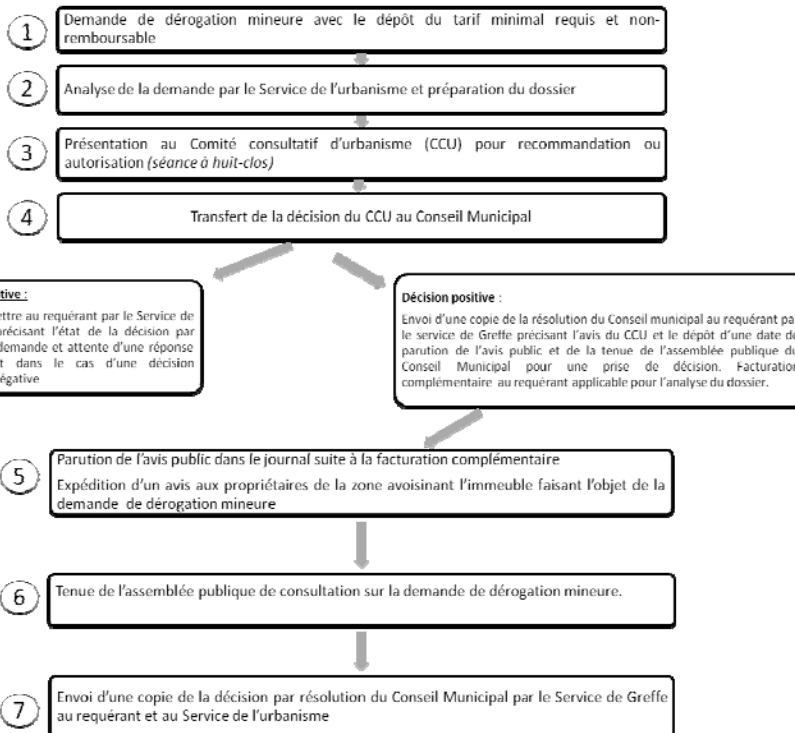 1
Demande de dérogation mineure avec le dépôt du tarif minimal requis et non-
remboursable
2
Analyse de la demande par le Service de l'urbanisme et préparation du dossier
3
Présentation au Comité consultatif d'urbanisme (CCU) pour recommandation ou
autorisation (séance à huit-clos)
4
Transfert de la décision du CCU au Conseil Municipal
tive :
ettre au requérant par le Service de
précisant l'état de la décision par
demande et attente d'une réponse
t dans le cas d'une décision
égative
Décision positive :
Envoi d'une copie de la résolution du Conseil municipal au requérant pa
le service de Greffe précisant l'avis du CCU et le dépôt d'une date de
parution de l'avis public et de la tenue de l'assemblée publique du
Conseil Municipal pour une prise de décision. Facturation
complémentaire au requérant applicable pour l'analyse du dossier.
5
Parution de l'avis public dans le journal suite à la facturation complémentaire
Expédition d'un avis aux propriétaires de la zone avoisinant l'immeuble faisant l'objet de la
demande de dérogation mineure
6
Tenue de l'assemblée publique de consultation sur la demande de dérogation mineure.
7
Envoi d'une copie de la décision par résolution du Conseil Municipal par le Service de Greffe
au requérant et au Service de l'urbanisme